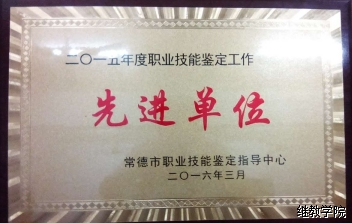 二〇一五年度职业技能鉴定工作
先进单位
常德市职业技能鉴定指导中心
二〇一六年三月
继教学院